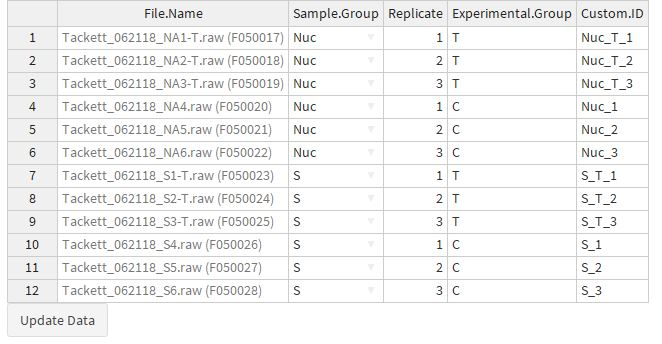 File.Name Sample.Group Replicate Experimental.Group Custom.ID
1 Tackett_062118_NA1-T.raw (F050017) Nuc 1 T Nuc_T_1
2 Tackett_062118_NA2-T.raw (F050018) Nuc 2 T Nuc_T_2
3 Tackett_062118_NA3-T.raw (F050019) Nuc 3 T Nuc_T_3
4 Tackett_062118_NA4.raw (F050020) Nuc 1 C Nuc_1
5 Tackett_062118_NA5.raw (F050021) Nuc 2 C Nuc_2
6 Tackett_062118_NA6.raw (F050022) Nuc 3 C Nuc_3
7 Tackett_062118_S1-T.raw (F050023) S 1 T S_T_1
8 Tackett_062118_S2-T.raw (F050024) S 2 T S_T_2
9 Tackett_062118_S3-T.raw (F050025) S 3 T S_T_3
10 Tackett_062118_S4.raw (F050026) S 1 C S_1
11 Tackett_062118_S5.raw (F050027) S 2 C S_2
12 Tackett_062118_S6.raw (F050028) S 3 C S_3
Update Data